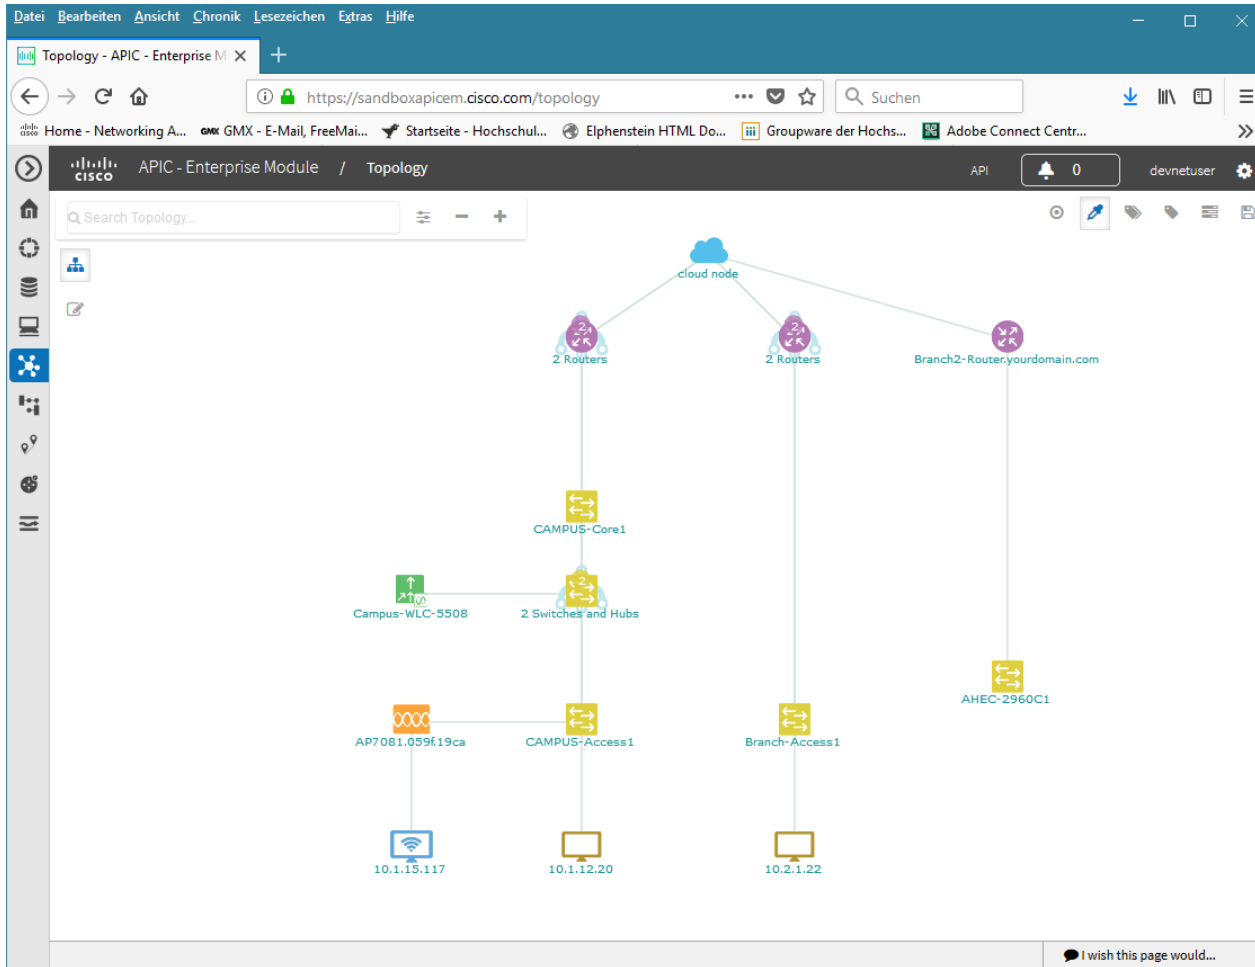 Datei Bearbeiten Ansicht Chronik Lesezeichen Extras Hilfe
Topology - APIC - Enterprise M
https://sandboxapicem.cisco.com/topology
Suchen
Home - Networking A... GMX GMX - E-Mail, FreeMai... Startseite - Hochschul... Elphenstein HTML Do... Groupware der Hochs... Adobe Connect Centr...
cisco APIC - Enterprise Module / Topology API 0 devnetuser
Search Topology...
cloud node
2 2
2 Routers 2 Routers Branch2-Router.yourdomain.com
CAMPUS-Core1
2
Campus-WLC-5508 2 Switches and Hubs
AHEC-2960C1
AP7081.059f.19ca CAMPUS-Access1 Branch-Access1
10.1.15.117 10.1.12.20 10.2.1.22
I wish this page would...